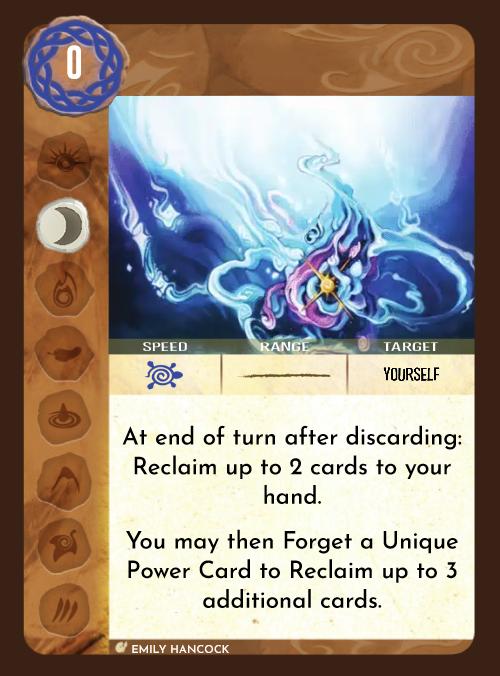 0
SPEED RANGE TARGET
YOURSELF
At end of turn after discarding:
Reclaim up to 2 cards to your
hand.
You may then Forget a Unique
Power Card to Reclaim up to 3
additional cards.
EMILY HANCOCK